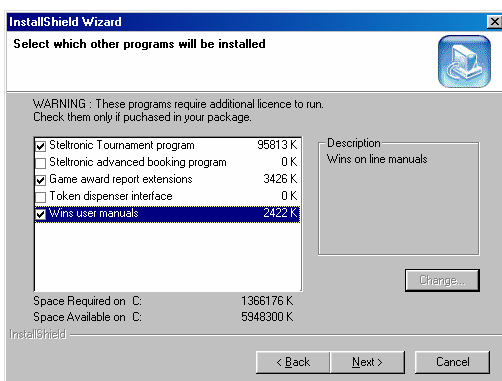 InstallShield Wizard
Select which other programs will be installed
WARNING : These programs require additional licence to run.
Check them only if puchased in your package.
Steltronic Tournament program 95813 K
Steltronic advanced booking program 0 K
Game award report extensions 3426 K
Token dispenser interface 0 K
Wins user manuals 2422 K
Description
Wins on line manuals
Change...
Space Required on C: 1366176 K
Space Available on C: 5948300 K
InstallShield
< Back
Next >
Cancel